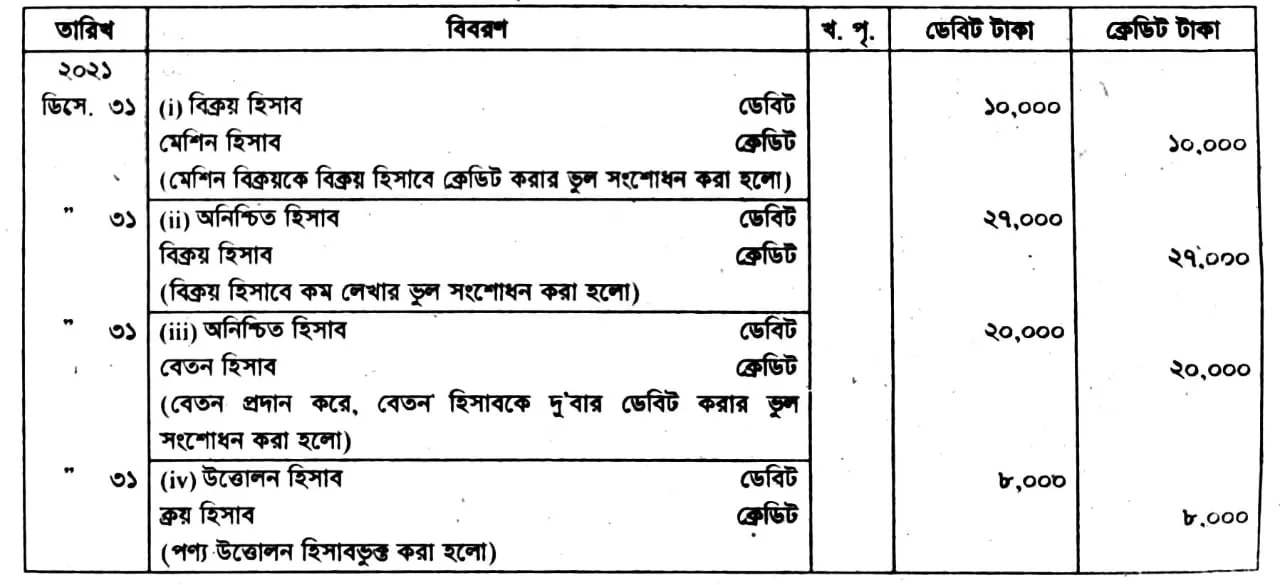 তারিখ বিবরণ খ. পৃ. ডেবিট টাকা ক্রেডিট টাকা
২০২১
ডিসে. ৩১ (i) বিক্রয় হিসাব ডেবিট ১০,০০০
মেশিন হিসাব ক্রেডিট ১০,০০০
(মেশিন বিক্রয়কে বিক্রয় হিসাবে ক্রেডিট করার ভুল সংশোধন করা হলো)
" ৩১ (ii) অনিশ্চিত হিসাব ডেবিট ২৭,০০০
বিক্রয় হিসাব ক্রেডিট ২৭,০০০
(বিক্রয় হিসাবে কম লেখার ভুল সংশোধন করা হলো)
" ৩১ (iii) অনিশ্চিত হিসাব ডেবিট ২০,০০০
বেতন হিসাব ক্রেডিট ২০,০০০
(বেতন প্রদান করে, বেতন হিসাবকে দু'বার ডেবিট করার ভুল
সংশোধন করা হলো)
" ৩১ (iv) উত্তোলন হিসাব ডেবিট ৮,০০০
ক্রয় হিসাব ক্রেডিট ৮,০০০
(পণ্য উত্তোলন হিসাবভুক্ত করা হলো)